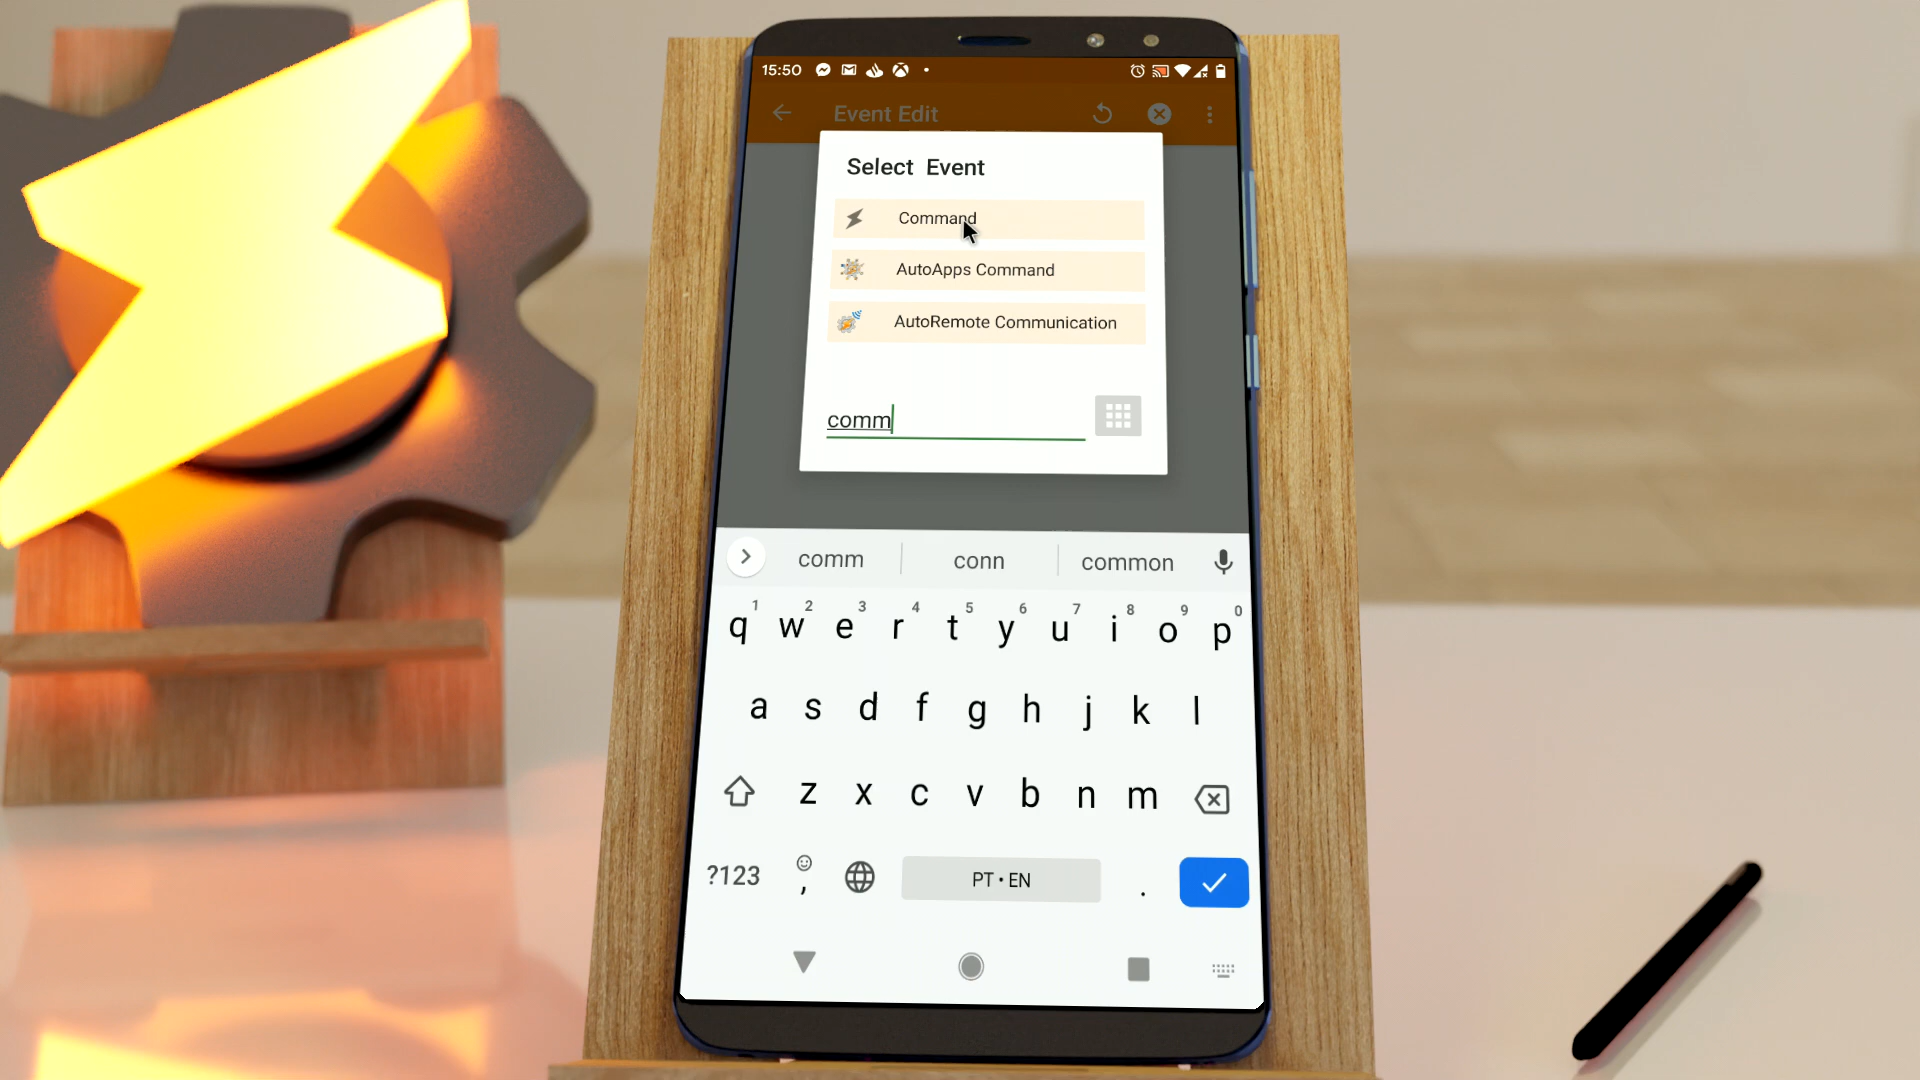 15:50
Event Edit
Select Event
Command
AutoApps Command
AutoRemote Communication
comm
comm conn common
1 2 3 4 5 6 7 8 9 0
q w e r t y u i o p
a s d f g h j k l
z x c v b n m
?123 , PT • EN .